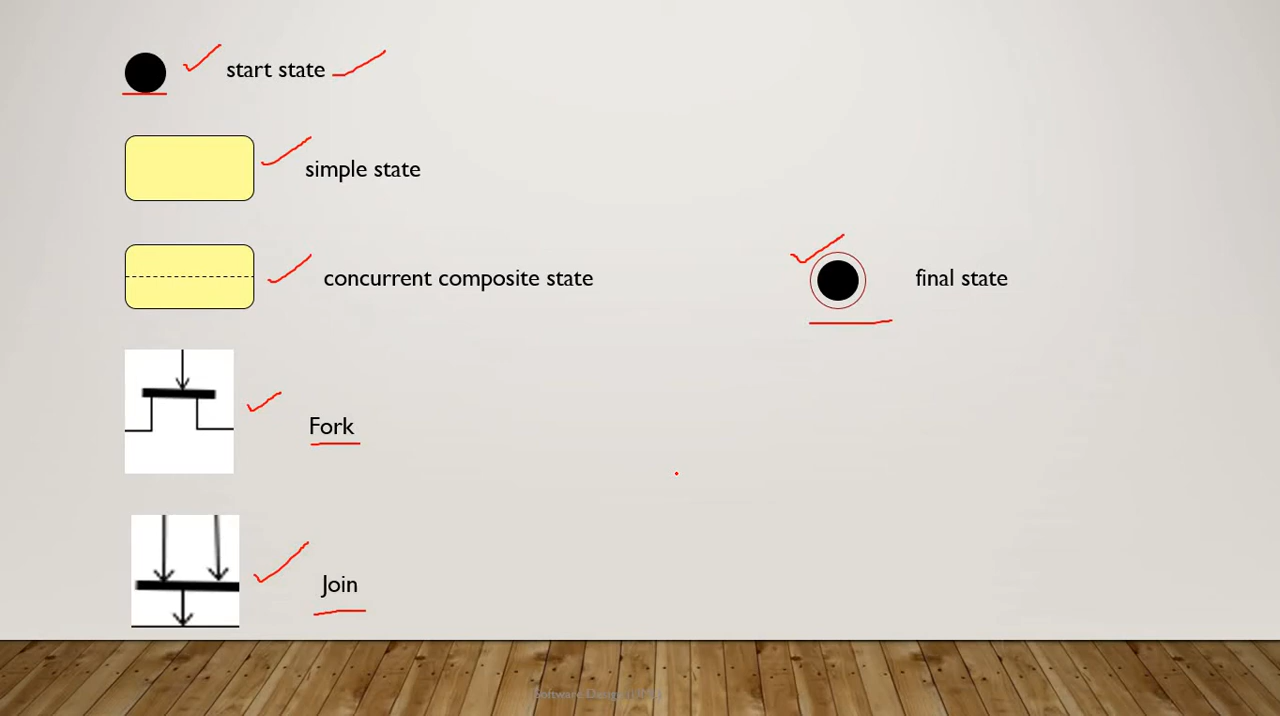 start state
simple state
concurrent composite state
final state
Fork
Join